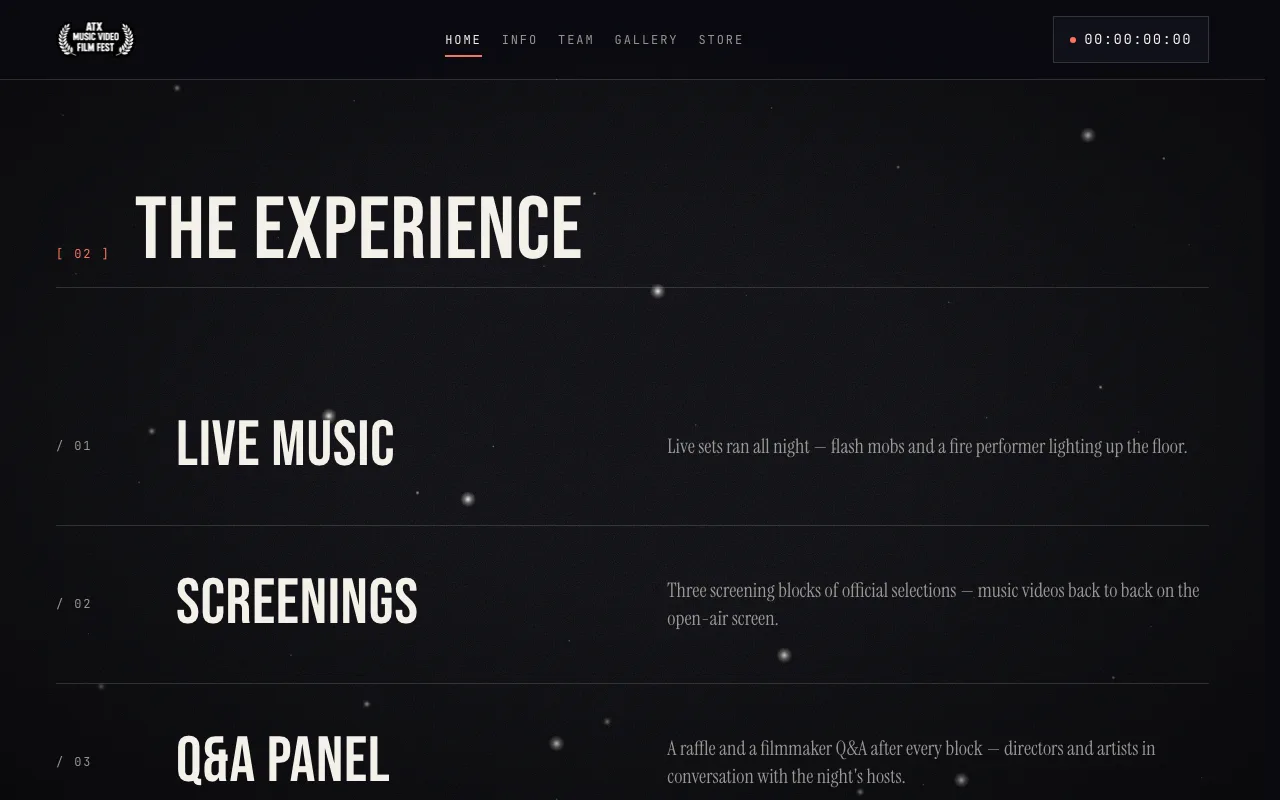 ATX
MUSIC VIDEO
FILM FEST
HOME INFO TEAM GALLERY STORE
00:00:00:00
[ 02 ] THE EXPERIENCE
/ 01 LIVE MUSIC Live sets ran all night — flash mobs and a fire performer lighting up the floor.
/ 02 SCREENINGS Three screening blocks of official selections — music videos back to back on the
open-air screen.
/ 03 Q&A PANEL A raffle and a filmmaker Q&A after every block — directors and artists in
conversation with the night's hosts.